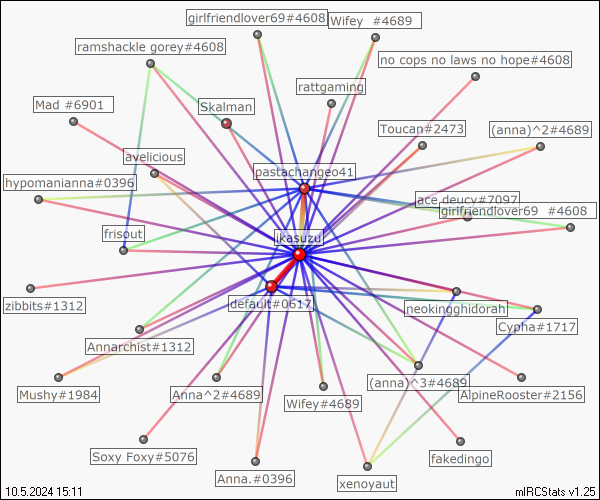 girlfriendlover69#4608
Wifey  #4689
ramshackle gorey#4608
no cops no laws no hope#4608
rattgaming
Mad #6901
Skalman
Toucan#2473
(anna)^2#4689
avelicious
pastachangeo41
hypomanianna#0396
ace deucy#7097
girlfriendlover69  #4608
frisout
ikasuzu
zibbits#1312
default#0617
neokingghidorah
Cypha#1717
Annarchist#1312
Mushy#1984
Anna^2#4689
(anna)^3#4689
AlpineRooster#2156
Wifey#4689
Soxy Foxy#5076
fakedingo
Anna.#0396
xenoyaut
10.5.2024 15:11
mIRCStats v1.25